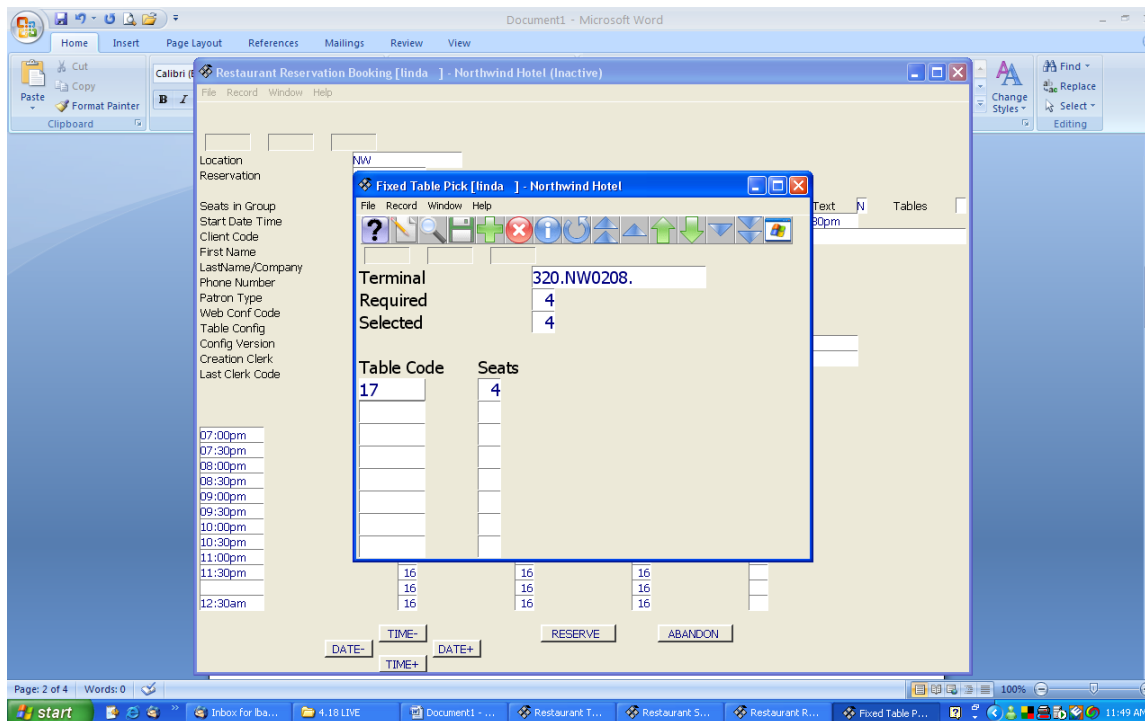 Document1 - Microsoft Word
Home Insert Page Layout References Mailings Review View
Cut
Copy
Paste
Format Painter
Clipboard
Calibri (
B I
Change Styles
Find
Replace
Select
Editing
Restaurant Reservation Booking [linda ] - Northwind Hotel (Inactive)
File Record Window Help
Location NW
Reservation
Seats in Group Text N Tables
Start Date Time 30pm
Client Code
First Name
LastName/Company
Phone Number
Patron Type
Web Conf Code
Table Config
Config Version
Creation Clerk
Last Clerk Code
Fixed Table Pick [linda ] - Northwind Hotel
File Record Window Help
Terminal 320.NW0208.
Required 4
Selected 4
Table Code Seats
17 4
07:00pm
07:30pm
08:00pm
08:30pm
09:00pm
09:30pm
10:00pm
10:30pm
11:00pm
11:30pm 16 16 16
16 16 16
12:30am 16 16 16
TIME- RESERVE ABANDON
DATE- DATE+
TIME+
Page: 2 of 4 Words: 0 100%
start Inbox for lba... 4.18 LIVE Document1 - ... Restaurant T... Restaurant S... Restaurant R... Fixed Table P... 11:49 AM